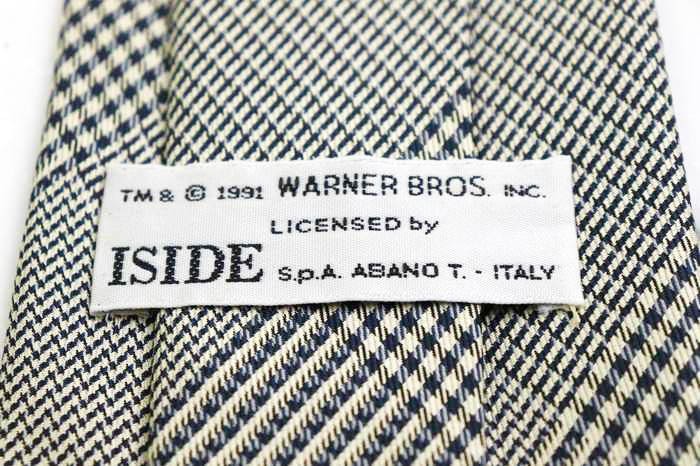 TM & © 1991 WARNER BROS. INC.
LICENSED by
ISIDE S.p.A. ABANO T. - ITALY